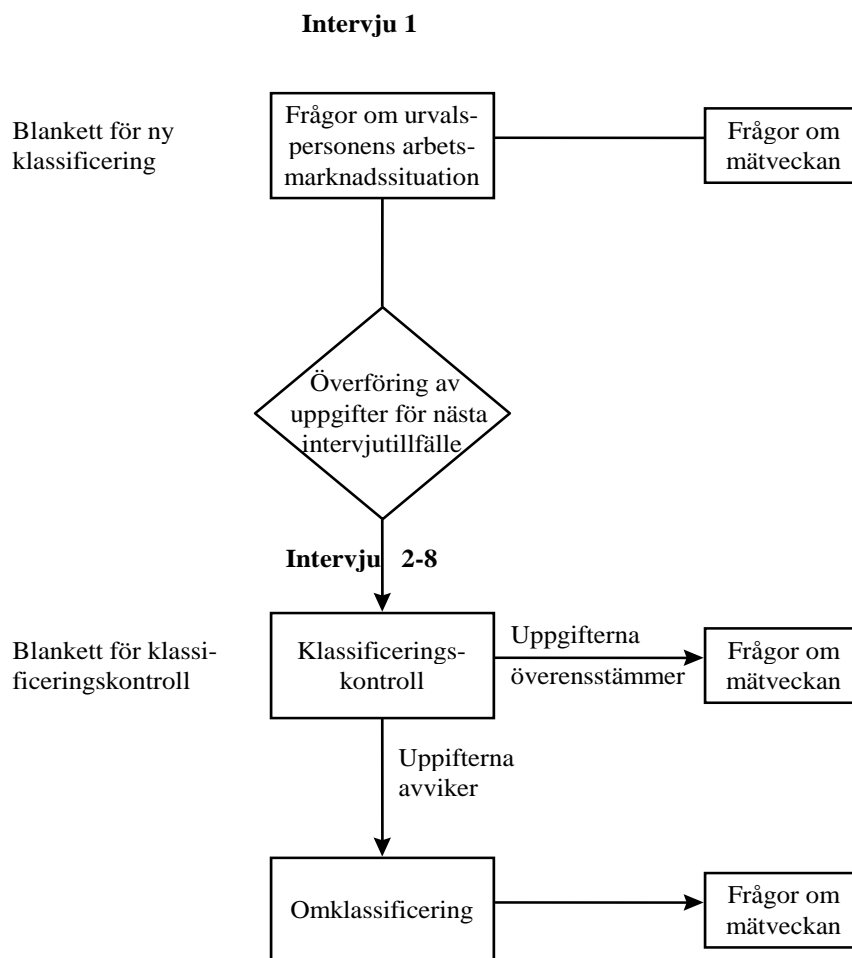 Intervju 1
Blankett för ny
klassificering
Frågor om urvals-
personens arbets-
marknadssituation
Frågor om
mätveckan
Överföring av
uppgifter för nästa
intervjutillfälle
Intervju 2-8
Blankett för klassi-
ficeringskontroll
Klassificerings-
kontroll
Uppgifterna
överensstämmer
Frågor om
mätveckan
Uppifterna
avviker
Omklassificering
Frågor om
mätveckan